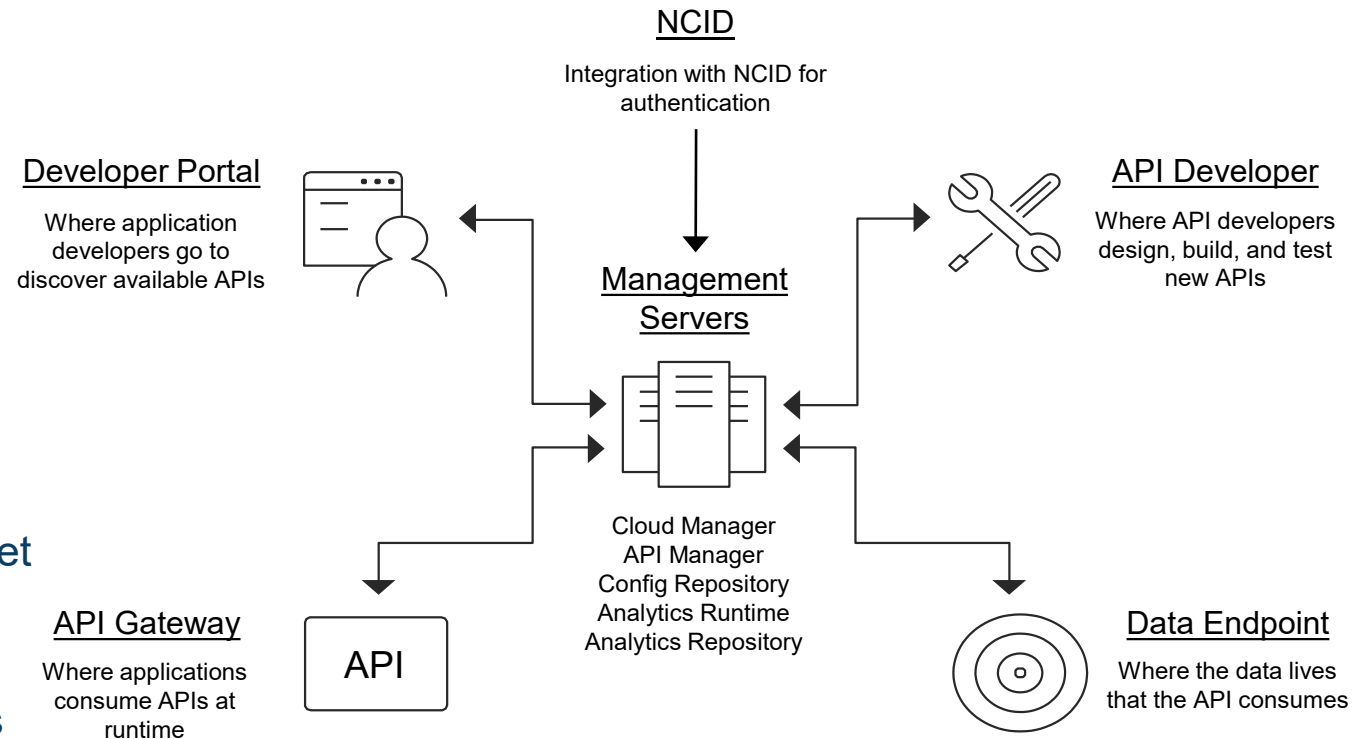 NCID
Integration with NCID for
authentication
Developer Portal
Where application
developers go to
discover available APIs
API Developer
Where API developers
design, build, and test
new APIs
Management
Servers
Cloud Manager
API Manager
Config Repository
Analytics Runtime
Analytics Repository
API Gateway
Where applications
consume APIs at
runtime
API
Data Endpoint
Where the data lives
that the API consumes